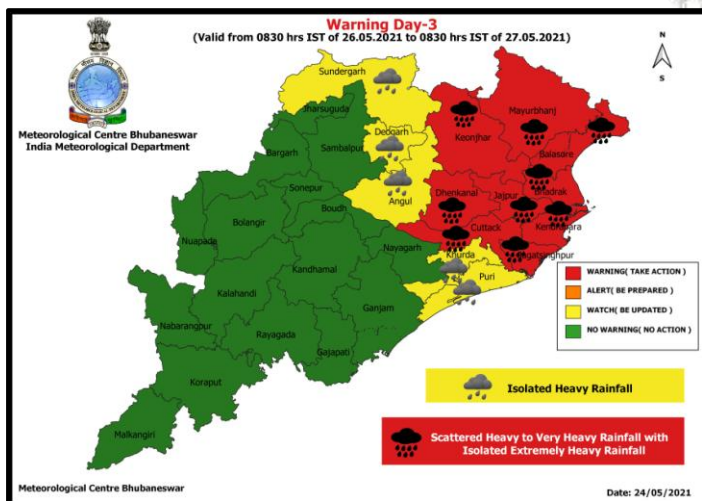 Warning Day-3
(Valid from 0830 hrs IST of 26.05.2021 to 0830 hrs IST of 27.05.2021)
N
S
Meteorological Centre Bhubaneswar
India Meteorological Department
Sundergarh
Jharsuguda
Keonjhar
Mayurbhanj
Deogarh
Sambalpur
Bargarh
Balasare
Angul
Sonepur
Dhenkanal
Jajpur
Bhadrak
Boudh
Bolangir
Nuapada
Cuttack
Kendrapara
Nayagarh
Khurda
Jagatsinghpur
Kandhamal
Puri
Kalahandi
Ganjam
Nabarangpur
Rayagada
Gajapati
Koraput
Malkangiri
WARNING( TAKE ACTION )
ALERT( BE PREPARED )
WATCH( BE UPDATED )
NO WARNING( NO ACTION )
Isolated Heavy Rainfall
Scattered Heavy to Very Heavy Rainfall with
Isolated Extremely Heavy Rainfall
Meteorological Centre Bhubaneswar
Date: 24/05/2021